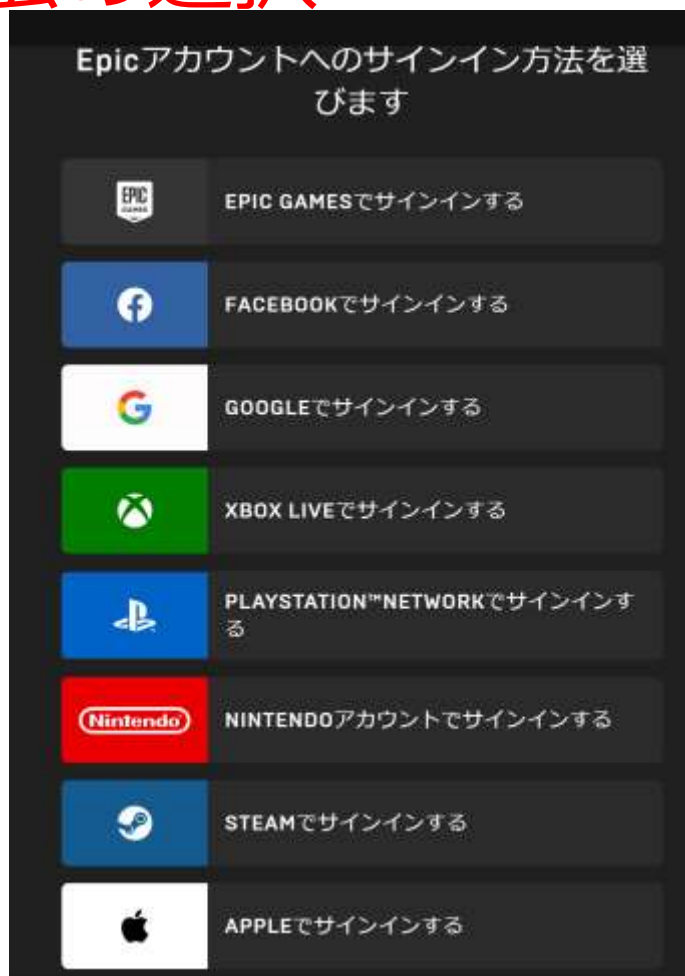 Epicアカウントへのサインイン方法を選
びます
EPIC GAMES
EPIC GAMESでサインインする
FACEBOOKでサインインする
GOOGLEでサインインする
XBOX LIVEでサインインする
PLAYSTATION™NETWORKでサインインす
る
Nintendo
NINTENDOアカウントでサインインする
STEAMでサインインする
APPLEでサインインする